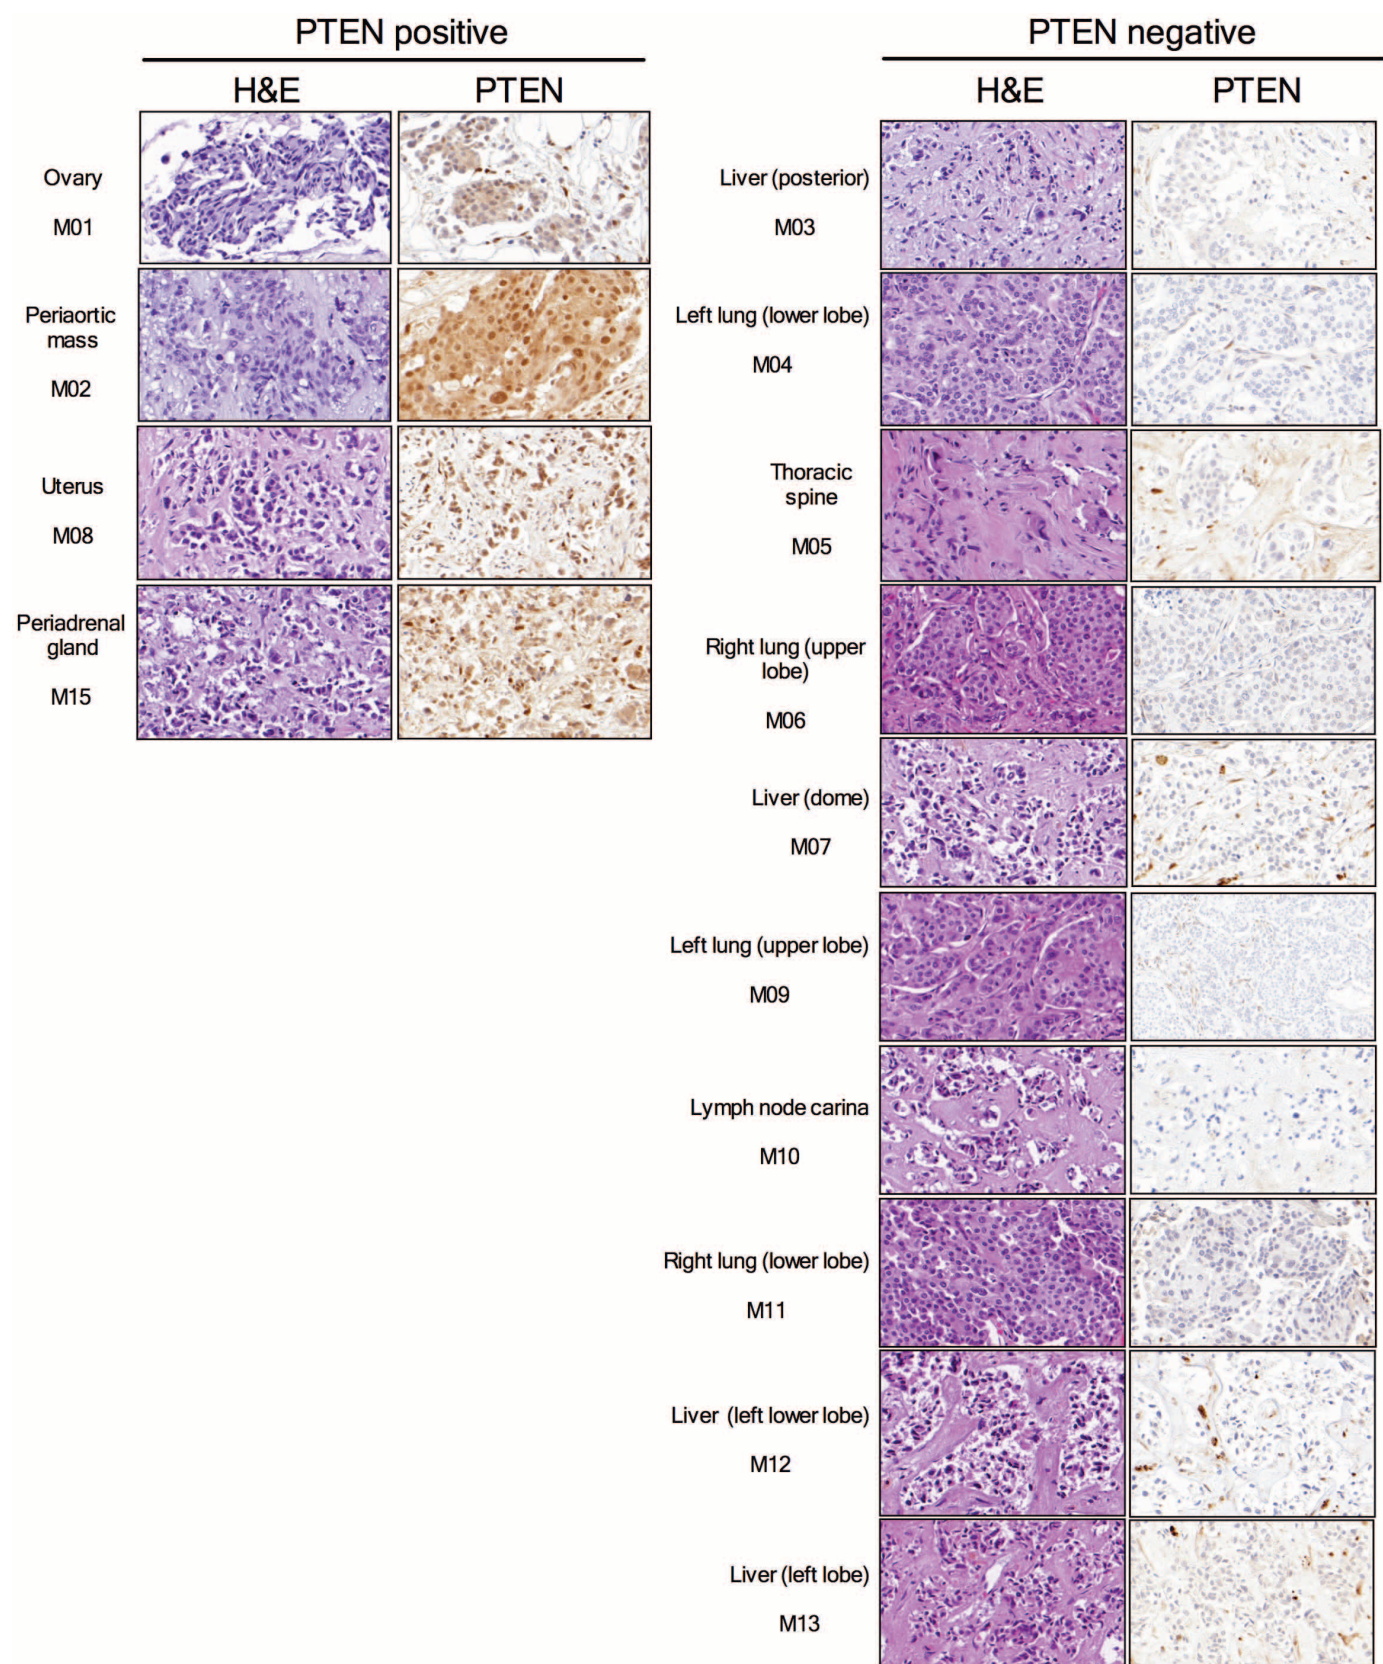 PTEN positive
H&E PTEN
Ovary
M01
Periaortic
mass
M02
Uterus
M08
Periadrenal
gland
M15
PTEN negative
H&E PTEN
Liver (posterior)
M03
Left lung (lower lobe)
M04
Thoracic
spine
M05
Right lung (upper
lobe)
M06
Liver (dome)
M07
Left lung (upper lobe)
M09
Lymph node carina
M10
Right lung (lower lobe)
M11
Liver (left lower lobe)
M12
Liver (left lobe)
M13